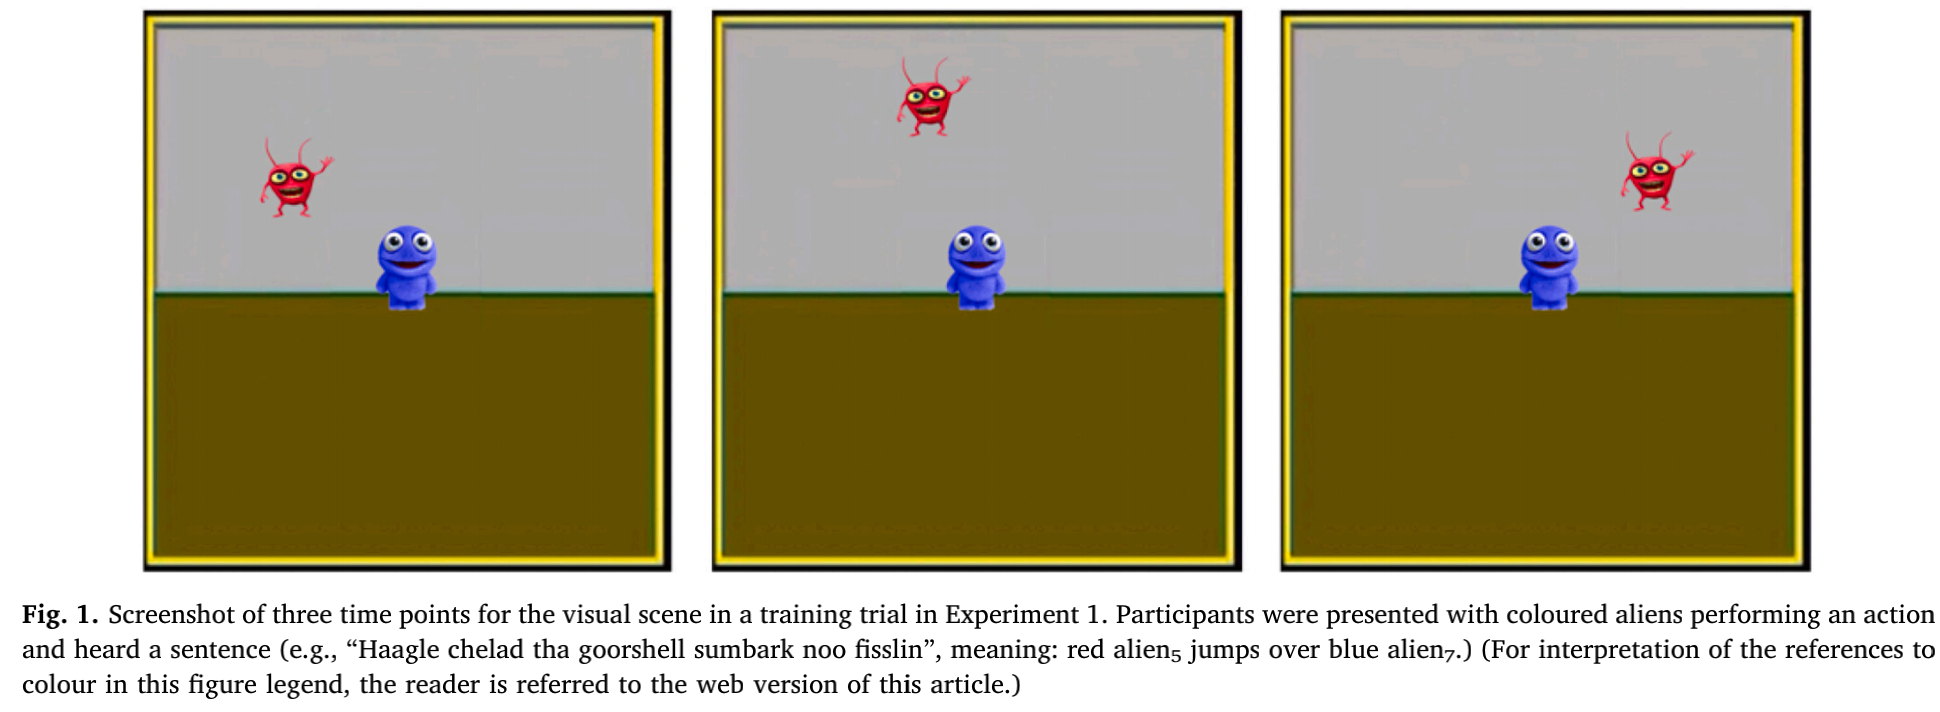 Fig. 1. Screenshot of three time points for the visual scene in a training trial in Experiment 1. Participants were presented with coloured aliens performing an action
and heard a sentence (e.g., “Haagle chelad tha goorshell sumbark noo fisslin”, meaning: red alien₅ jumps over blue alien₇.) (For interpretation of the references to
colour in this figure legend, the reader is referred to the web version of this article.)